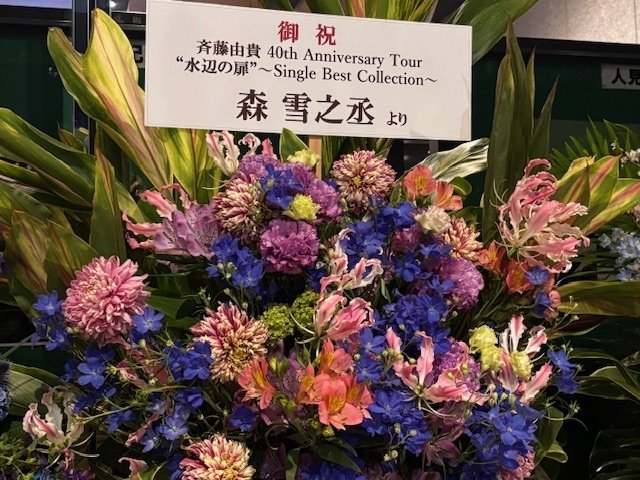 御 祝
斉藤由貴 40th Anniversary Tour
“水辺の扉”～Single Best Collection～
森 雪之丞 より